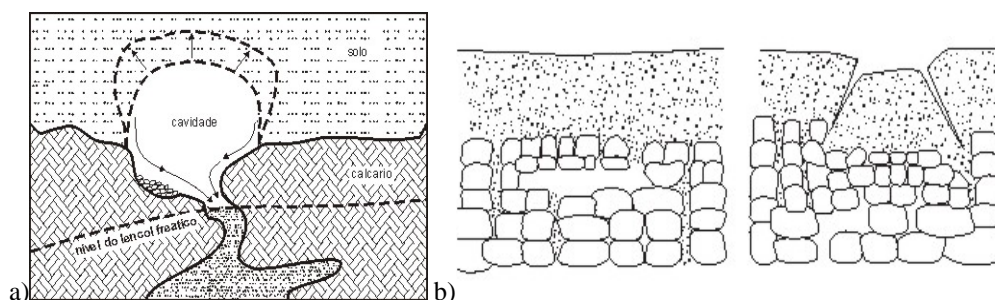 solo
cavidade
calcario
nivel do lencol freatico
a)
b)